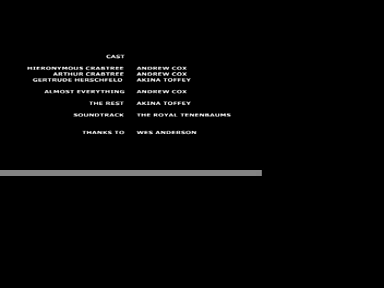 CAST
HIERONYMOUS CRABTREE ANDREW COX
ARTHUR CRABTREE ANDREW COX
GERTRUDE HERSCHFELD AKINA TOFFEY
ALMOST EVERYTHING ANDREW COX
THE REST AKINA TOFFEY
SOUNDTRACK THE ROYAL TENENBAUMS
THANKS TO WES ANDERSON